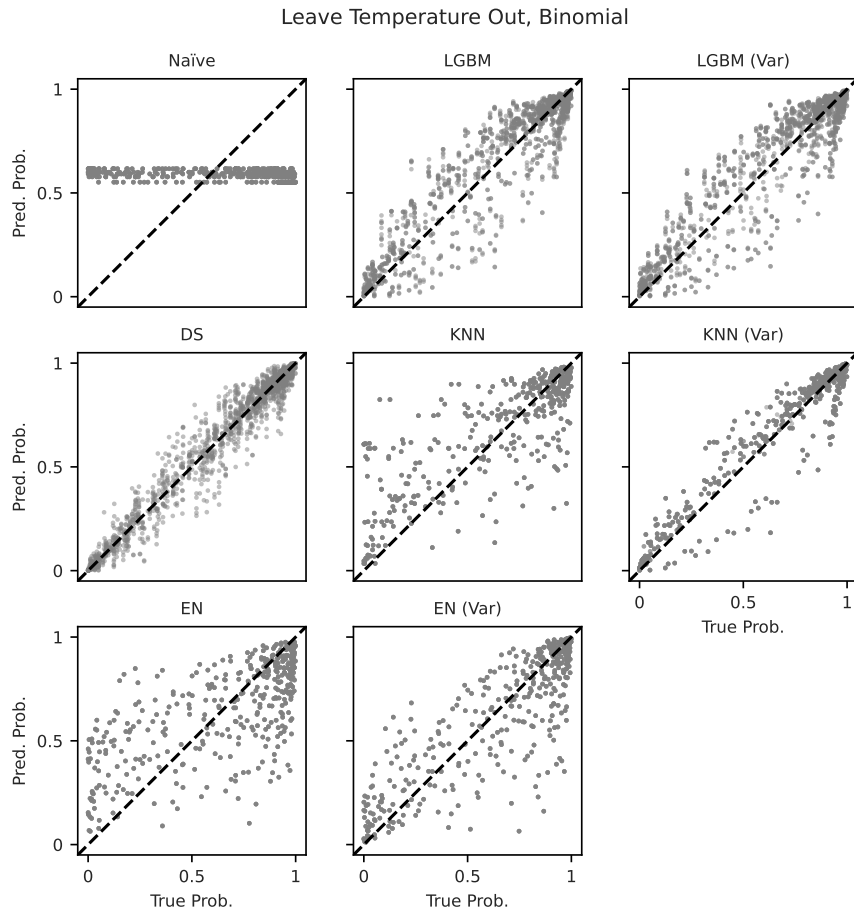 Leave Temperature Out, Binomial
Naïve
LGBM
LGBM (Var)
1
0.5
0
Pred. Prob.
DS
KNN
KNN (Var)
1
0.5
0
Pred. Prob.
0
0.5
1
True Prob.
EN
EN (Var)
1
0.5
0
Pred. Prob.
0
0.5
1
0
0.5
1
True Prob.
True Prob.